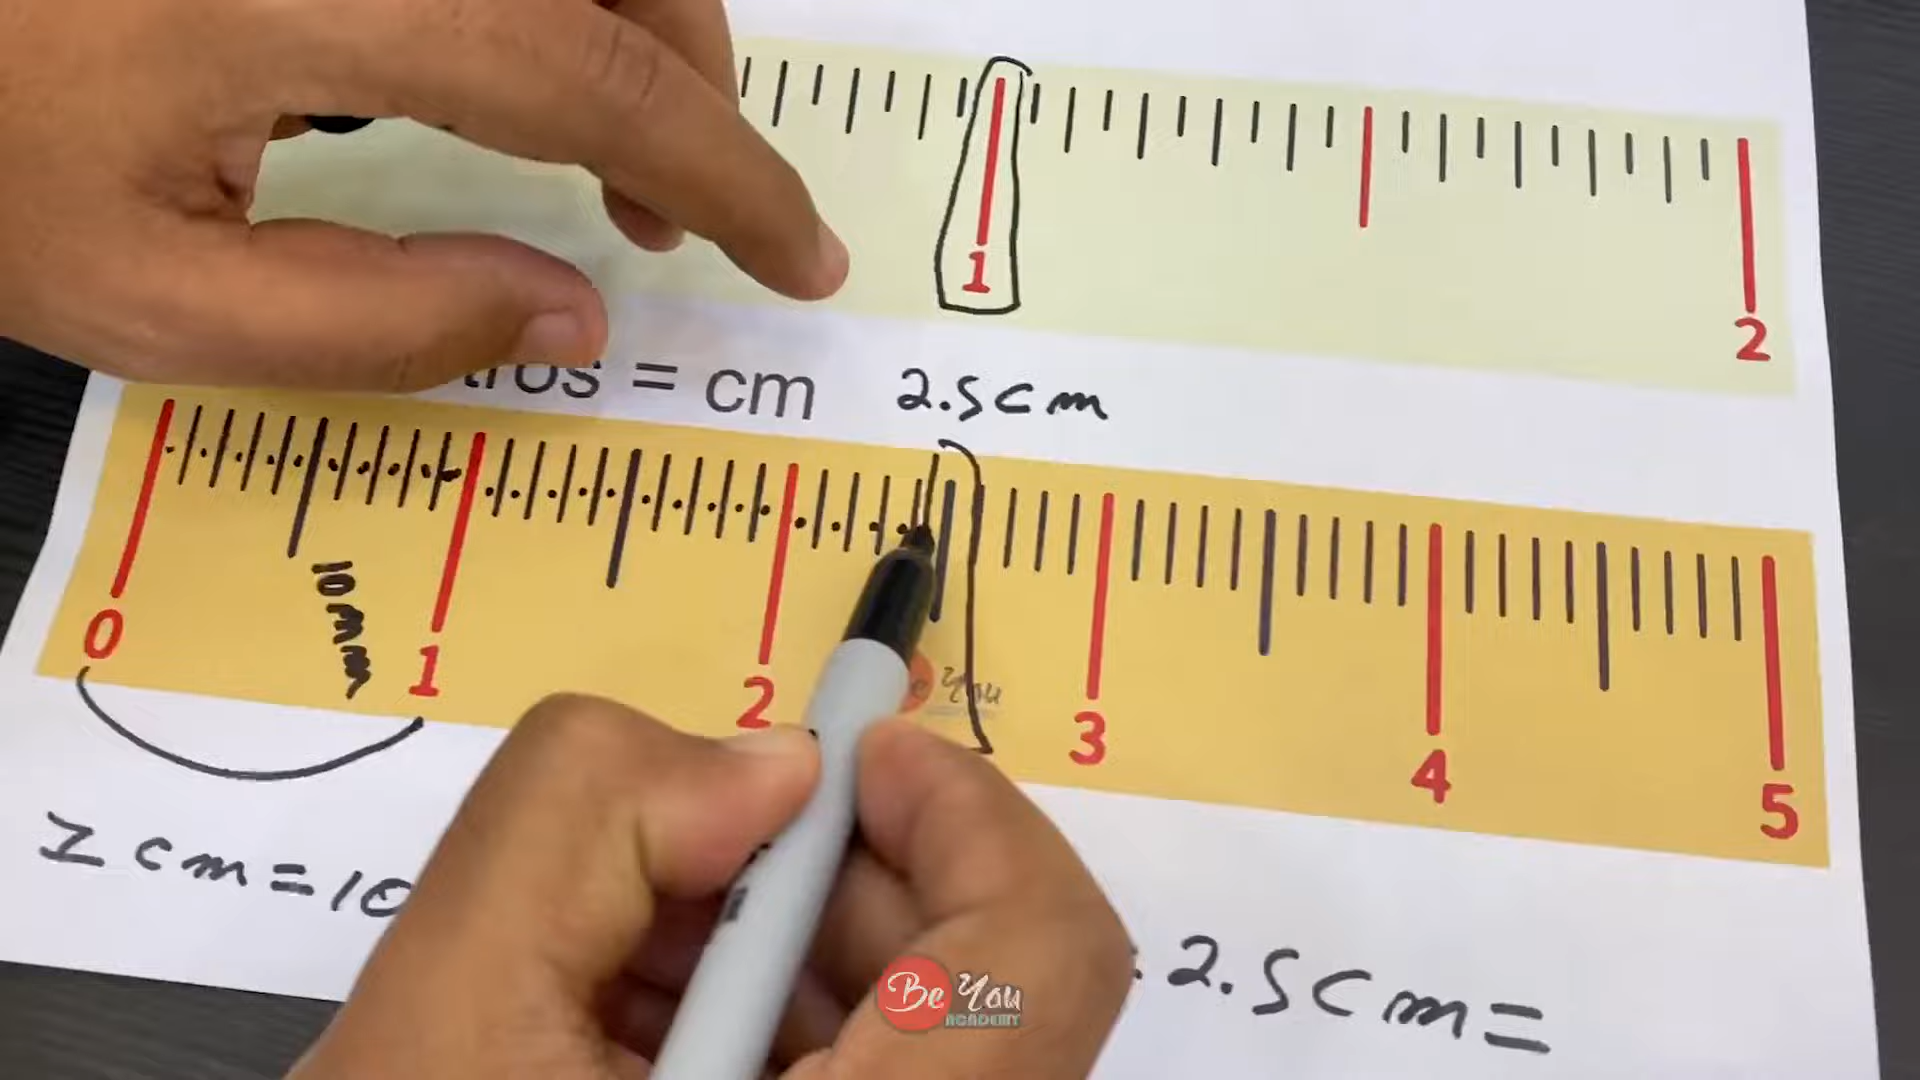 1
2
= cm 2.5cm
10mm
0 1 2 3 4 5
1 cm = 10
2.5cm=
Be You
ACADEMY